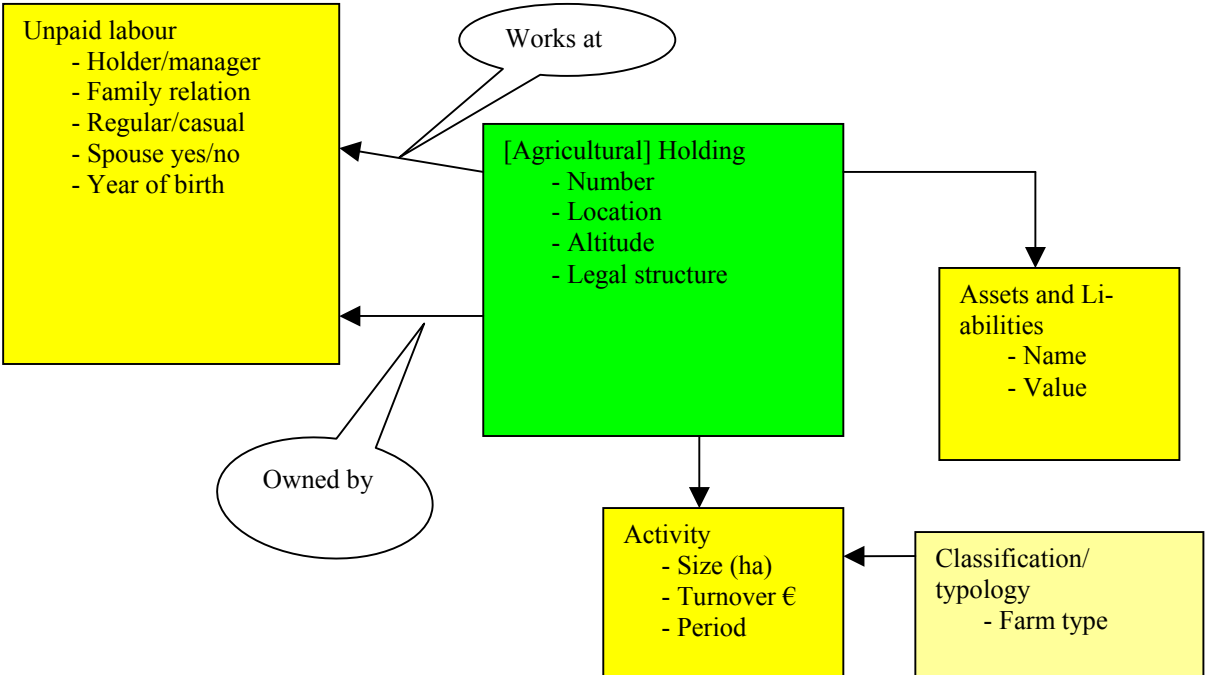 Unpaid labour
- Holder/manager
- Family relation
- Regular/casual
- Spouse yes/no
- Year of birth
Works at
[Agricultural] Holding
- Number
- Location
- Altitude
- Legal structure
Assets and Li-
abilities
- Name
- Value
Owned by
Activity
- Size (ha)
- Turnover €
- Period
Classification/
typology
- Farm type